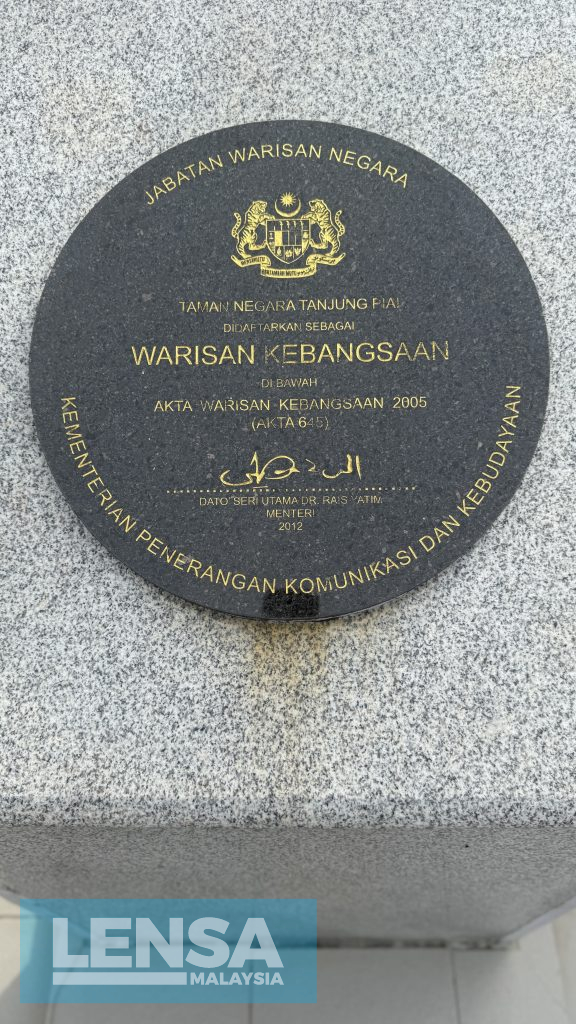 JABATAN WARISAN NEGARA
TAMAN NEGARA TANJUNG PIAI
DIDAFTARKAN SEBAGAI
WARISAN KEBANGSAAN
DI BAWAH
AKTA WARISAN KEBANGSAAN 2005
(AKTA 645)
DATO' SERI UTAMA DR. RAIS YATIM
MENTERI
2012
KEMENTERIAN PENERANGAN KOMUNIKASI DAN KEBUDAYAAN
LENSA
MALAYSIA